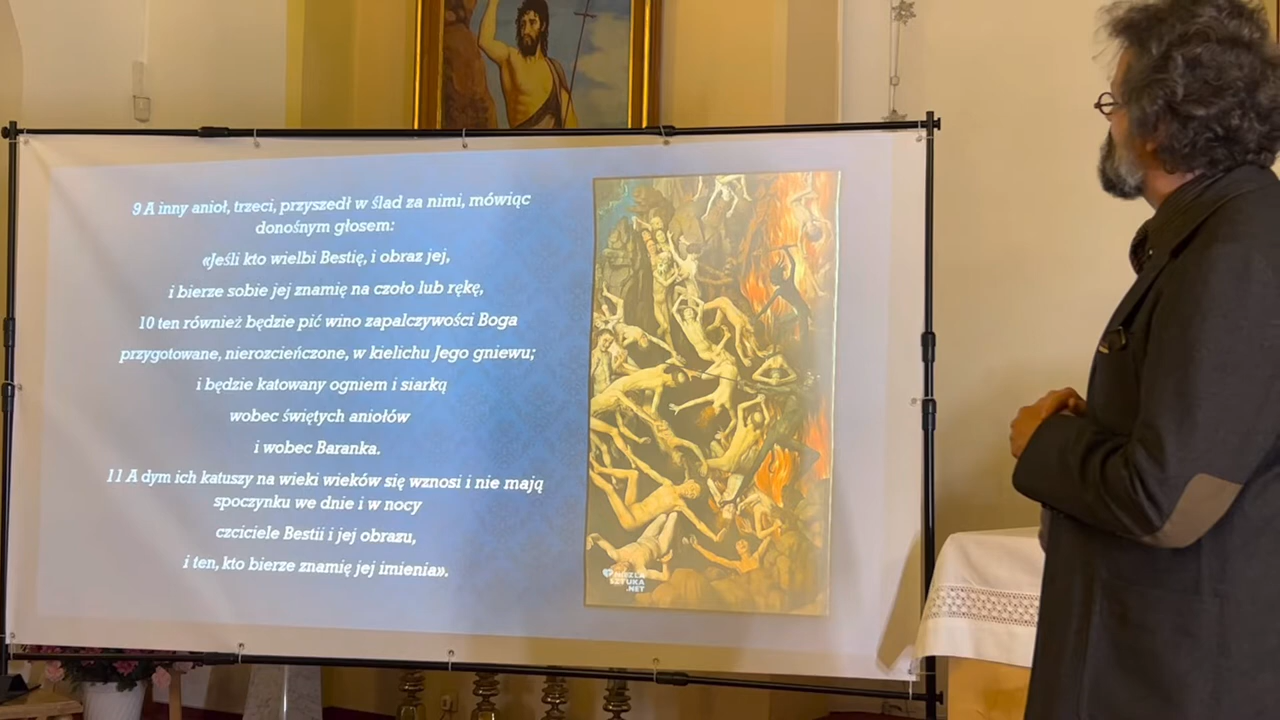 9 A inny anioł, trzeci, przyszedł w ślad za nimi, mówiąc
donośnym głosem:
«Jeśli kto wielbi Bestię, i obraz jej,
i bierze sobie jej znamię na czoło lub rękę,
10 ten również będzie pić wino zapalczywości Boga
przygotowane, nierozcieńczone, w kielichu Jego gniewu;
i będzie katowany ogniem i siarką
wobec świętych aniołów
i wobec Baranka.
11 A dym ich katuszy na wieki wieków się wznosi i nie mają
spoczynku we dnie i w nocy
czciciele Bestii i jej obrazu,
i ten, kto bierze znamię jej imienia».
NIEZŁA
SZTUKA
.NET